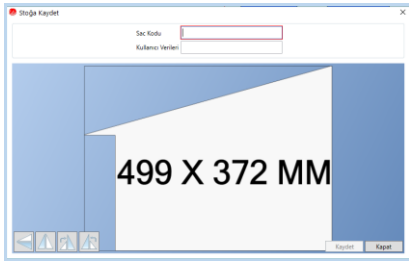 Stoğa Kaydet
Sac Kodu
Kullanıcı Verileri
499 X 372 MM
Kaydet
Kapat